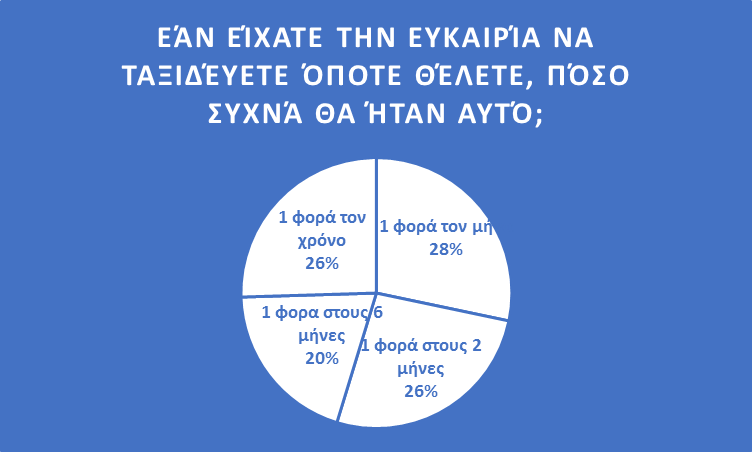 ΕΆΝ ΕΊΧΑΤΕ ΤΗΝ ΕΥΚΑΙΡΊΑ ΝΑ
ΤΑΞΙΔΈΥΕΤΕ ΌΠΟΤΕ ΘΈΛΕΤΕ, ΠΌΣΟ
ΣΥΧΝΆ ΘΑ ΉΤΑΝ ΑΥΤΌ;
1 φορά τον
χρόνο
26%
1 φορά τον μή
28%
1 φορα στους 6
μήνες
20%
1 φορά στους 2
μήνες
26%